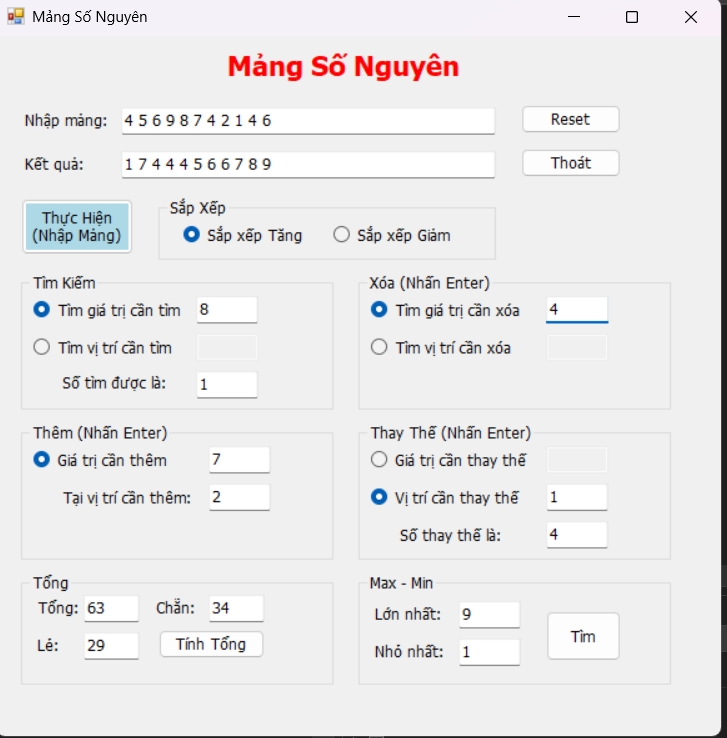 Mảng Số Nguyên
Mảng Số Nguyên
Nhập mảng: 4 5 6 9 8 7 4 2 1 4 6 Reset
Kết quả: 1 7 4 4 4 5 6 6 7 8 9 Thoát
Thực Hiện
(Nhập Mảng)
Sắp Xếp
Sắp xếp Tăng Sắp xếp Giảm
Tìm Kiếm
Tìm giá trị cần tìm 8
Tìm vị trí cần tìm
Số tìm được là: 1
Xóa (Nhấn Enter)
Tìm giá trị cần xóa 4
Tìm vị trí cần xóa
Thêm (Nhấn Enter)
Giá trị cần thêm 7
Tại vị trí cần thêm: 2
Thay Thế (Nhấn Enter)
Giá trị cần thay thế
Vị trí cần thay thế 1
Số thay thế là: 4
Tổng
Tổng: 63 Chẵn: 34
Lẻ: 29 Tính Tổng
Max - Min
Lớn nhất: 9
Nhỏ nhất: 1
Tìm